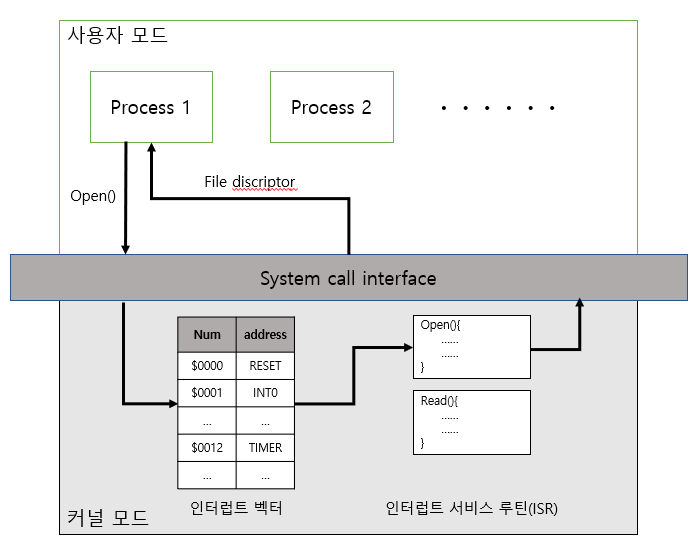 사용자 모드
Process 1
Process 2
. . . . . .
Open()
File discriptor
System call interface
Num address
$0000 RESET
$0001 INT0
... ...
$0012 TIMER
... ...
인터럽트 벡터
Open(){
......
......
}
Read(){
......
......
}
인터럽트 서비스 루틴(ISR)
커널 모드